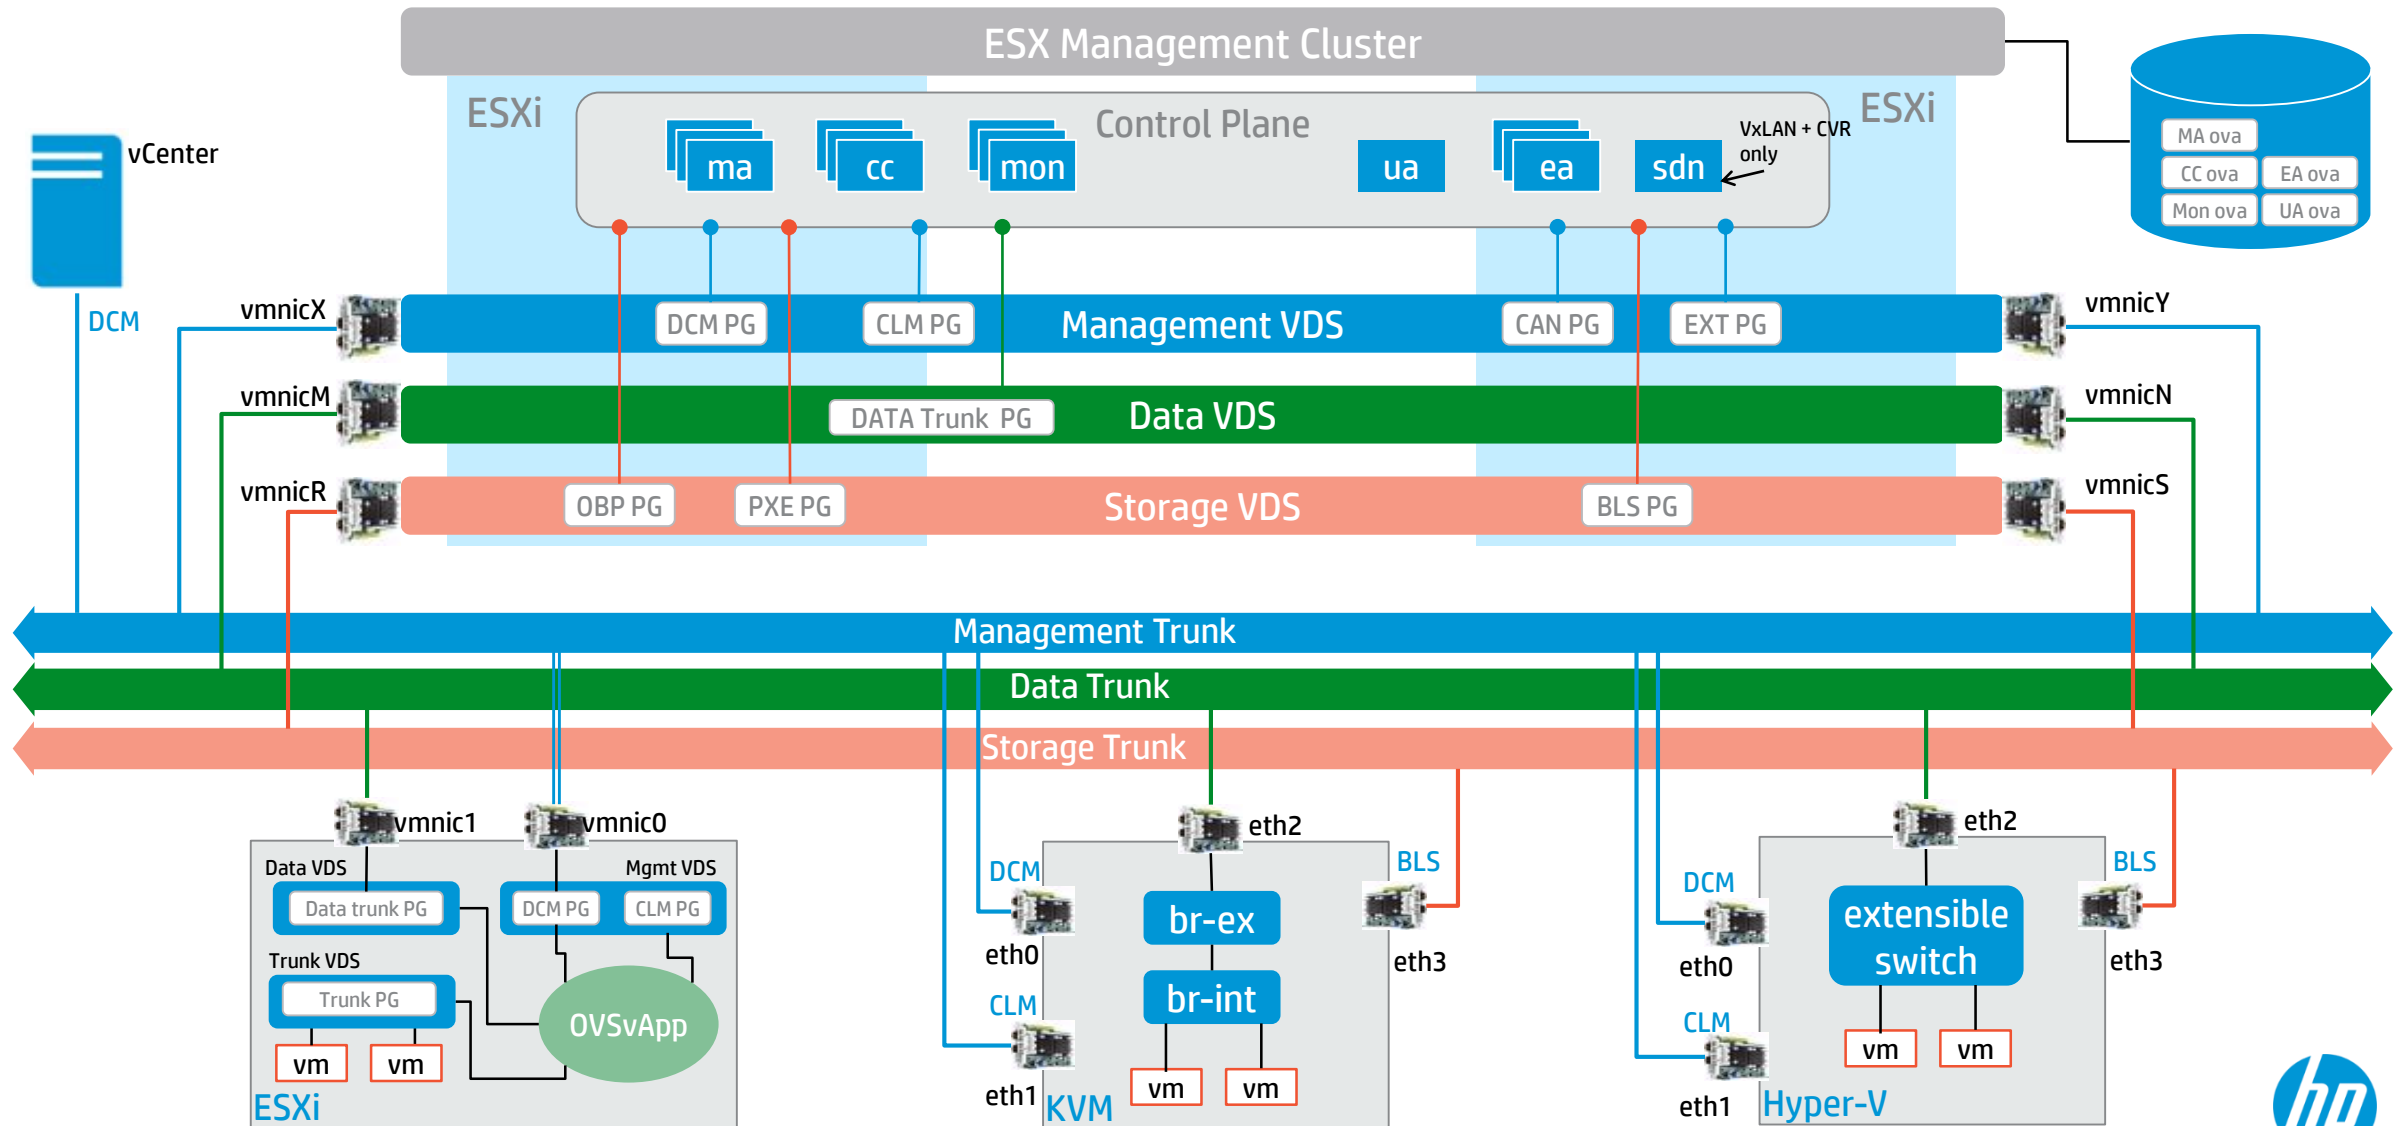 ESX Management Cluster
ESXi
Control Plane
ESXi
VxLAN + CVR
only
ma
cc
mon
ua
ea
sdn
MA ova
CC ova
EA ova
Mon ova
UA ova
vCenter
DCM
vmnicX
DCM PG
CLM PG
Management VDS
CAN PG
EXT PG
vmnicY
vmnicM
DATA Trunk PG
Data VDS
vmnicN
vmnicR
OBP PG
PXE PG
Storage VDS
BLS PG
vmnicS
Management Trunk
Data Trunk
Storage Trunk
vmnic1
vmnic0
Data VDS
Mgmt VDS
Data trunk PG
DCM PG
CLM PG
Trunk VDS
Trunk PG
OVSvApp
vm
vm
ESXi
eth2
DCM
BLS
br-ex
eth0
eth3
br-int
CLM
vm
vm
eth1
KVM
eth2
DCM
BLS
extensible
switch
eth0
eth3
CLM
vm
vm
eth1
Hyper-V
hp